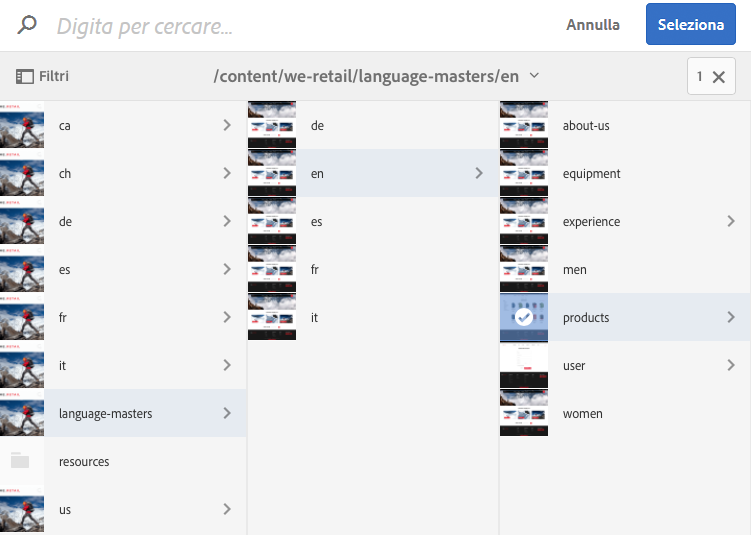 Digita per cercare...
Annulla
Seleziona
Filtri
/content/we-retail/language-masters/en
1
ca
ch
de
es
fr
it
language-masters
resources
us
de
en
es
fr
it
about-us
equipment
experience
men
products
user
women